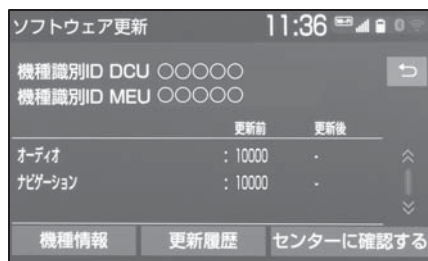 ソフトウェア更新 11:36
機種識別ID DCU ○○○○○
機種識別ID MEU ○○○○○
更新前 更新後
オーディオ : 10000 -
ナビゲーション : 10000 -
機種情報 更新履歴 センターに確認する